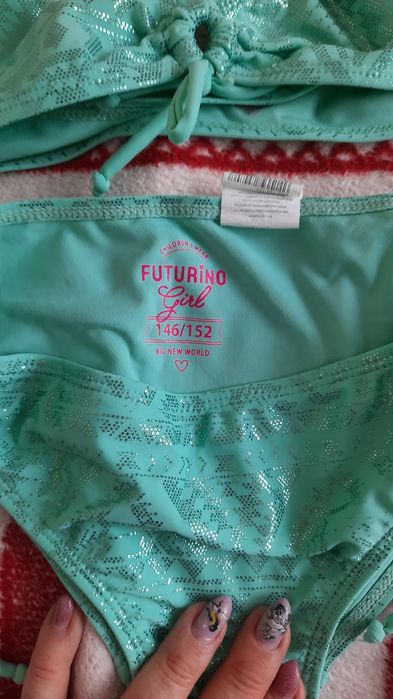 CHILDREN'S WEAR
FUTURINO
Girl
146/152
BIG NEW WORLD